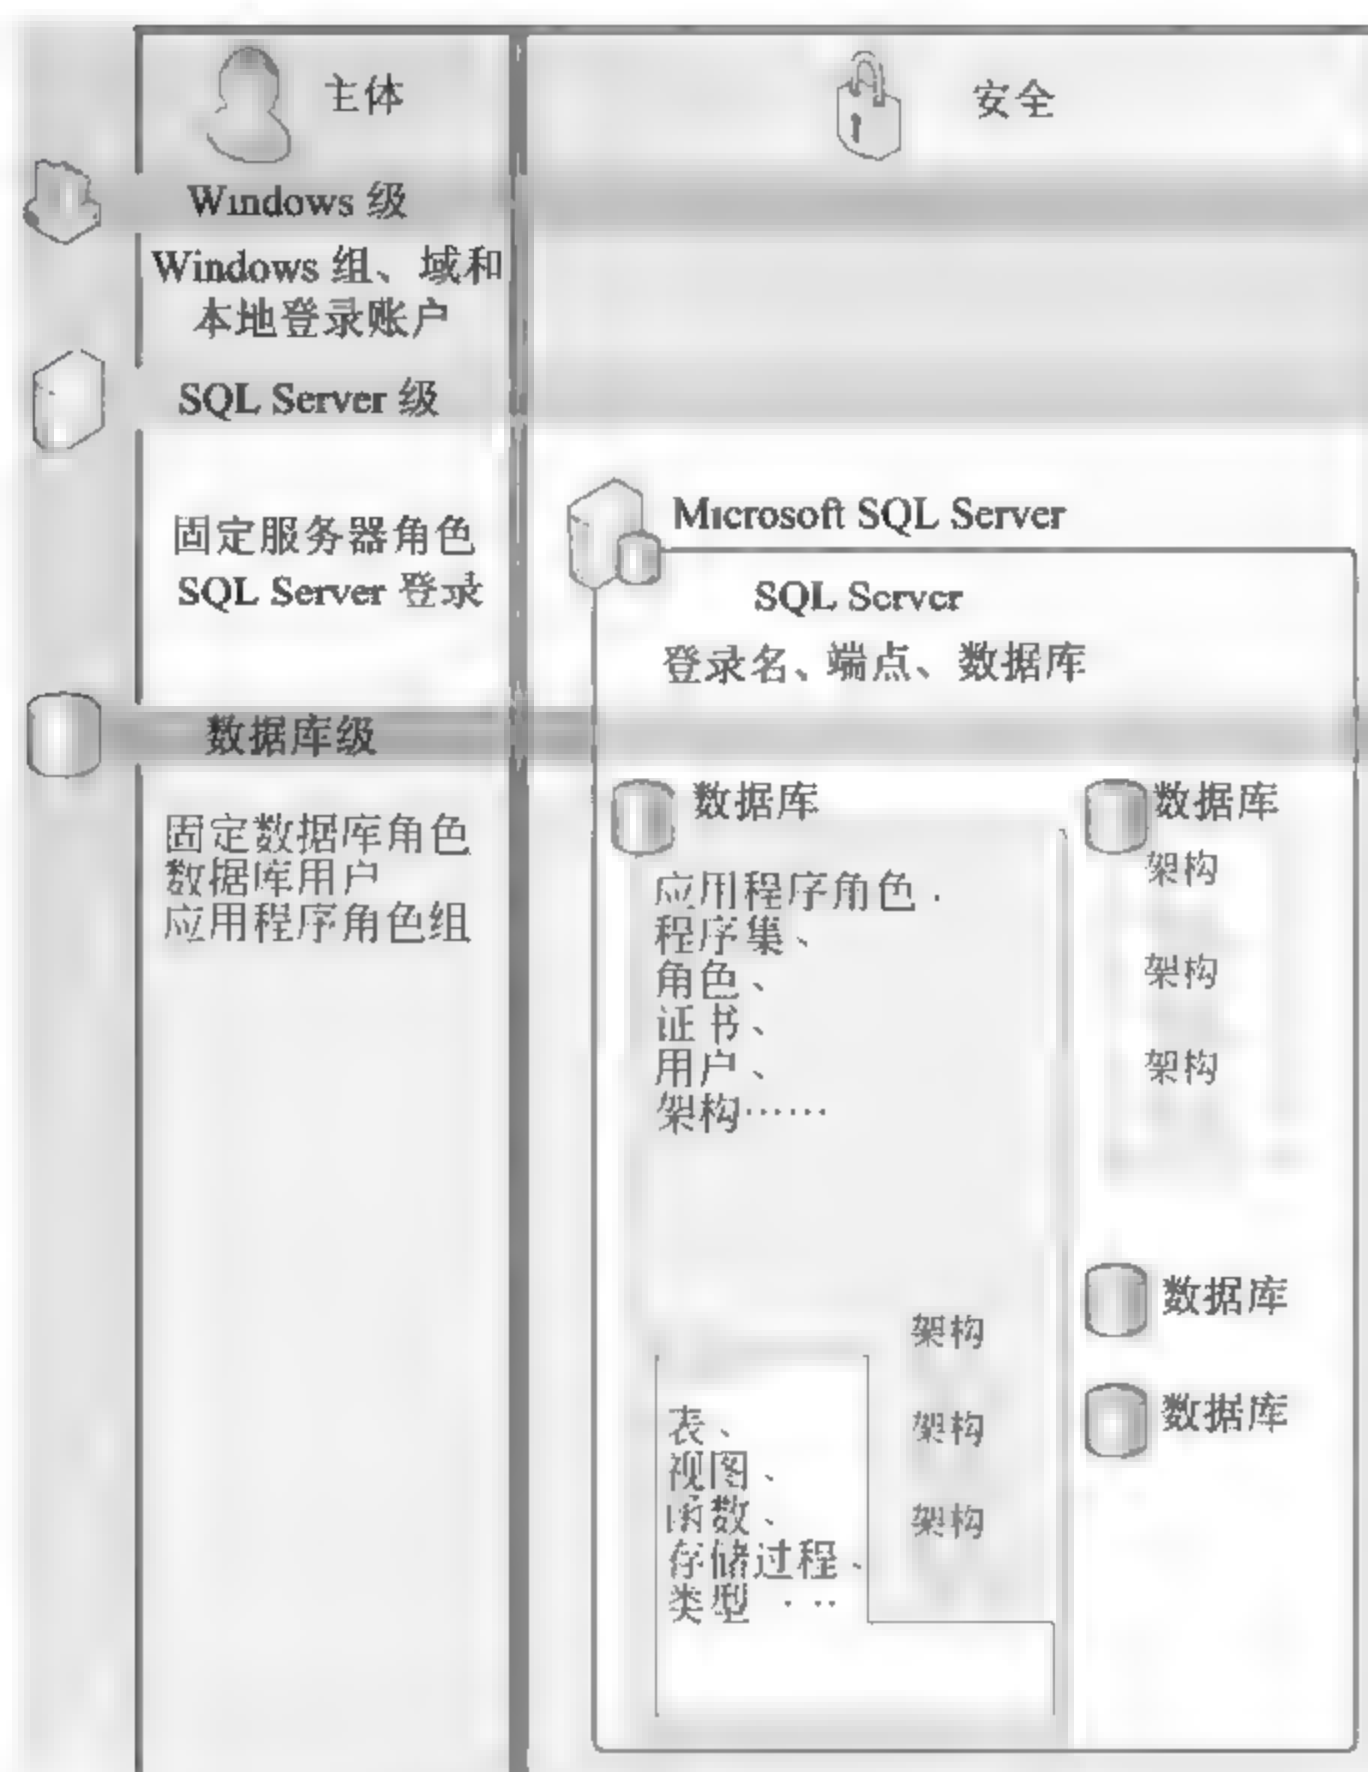 主体
安全
Windows 级
Windows 组、域和
本地登录账户
SQL Server 级
固定服务器角色
SQL Server 登录
Microsoft SQL Server
SQL Server
登录名、端点、数据库
数据库级
固定数据库角色
数据库用户
应用程序角色组
数据库
应用程序角色、
程序集、
角色、
证书、
用户、
架构……
架构
架构
架构
表、
视图、
函数、
存储过程、
类型……
数据库
架构
架构
架构
数据库
数据库